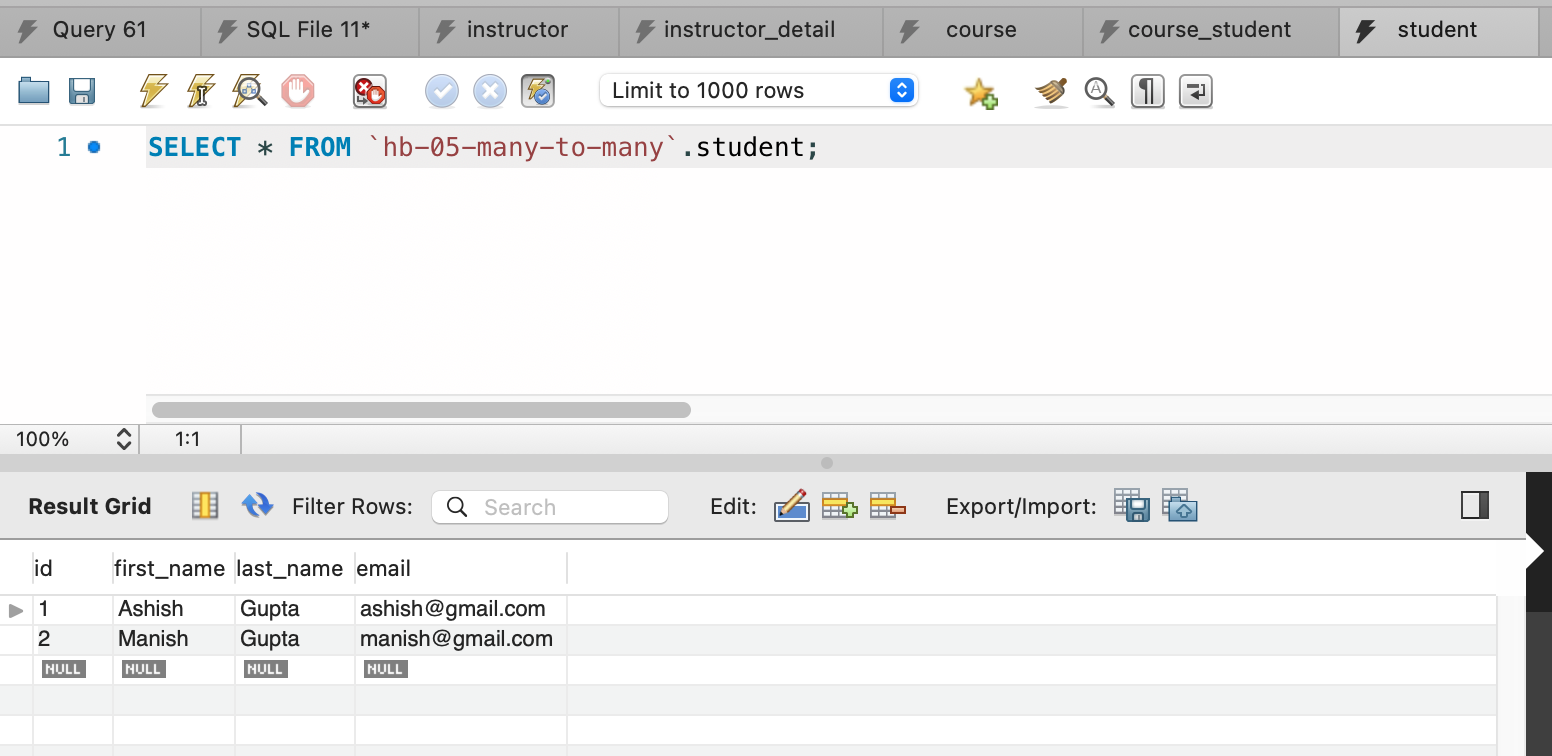 Query 61 SQL File 11* instructor instructor_detail course course_student student
Limit to 1000 rows
1 SELECT * FROM `hb-05-many-to-many`.student;
100% 1:1
Result Grid Filter Rows: Search Edit: Export/Import:
id first_name last_name email
1 Ashish Gupta ashish@gmail.com
2 Manish Gupta manish@gmail.com
NULL NULL NULL NULL